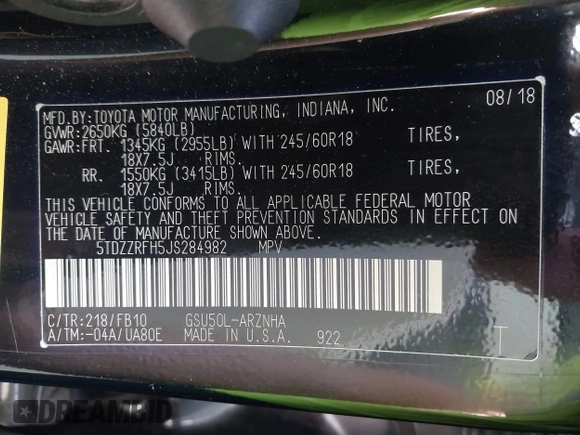 MFD.BY:TOYOTA MOTOR MANUFACTURING, INDIANA, INC. 08/18
GVWR:2650KG (5840LB)
GAWR:FRT. 1345KG (2955LB) WITH 245/60R18 TIRES,
18X7.5J RIMS.
RR. 1550KG (3415LB) WITH 245/60R18 TIRES,
18X7.5J RIMS.
THIS VEHICLE CONFORMS TO ALL APPLICABLE FEDERAL MOTOR
VEHICLE SAFETY AND THEFT PREVENTION STANDARDS IN EFFECT ON
THE DATE OF MANUFACTURE SHOWN ABOVE.
5TDZZRFH5JS284982 MPV
C/TR:218/FB10 GSU50L-ARZNHA
A/TM:-04A/UA80E MADE IN U.S.A. 922 T
DREAMBID